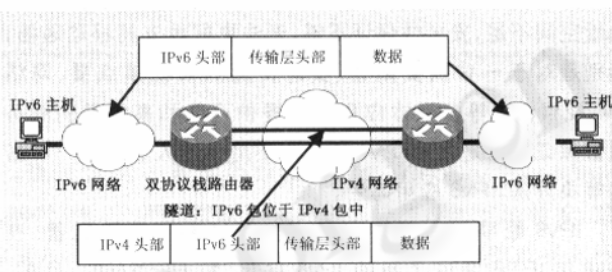 IPv6 头部 传输层头部 数据
IPv6 主机 IPv6 主机
IPv6 网络 双协议栈路由器 IPv4 网络 IPv6 网络
隧道：IPv6 包位于 IPv4 包中
IPv4 头部 IPv6 头部 传输层头部 数据